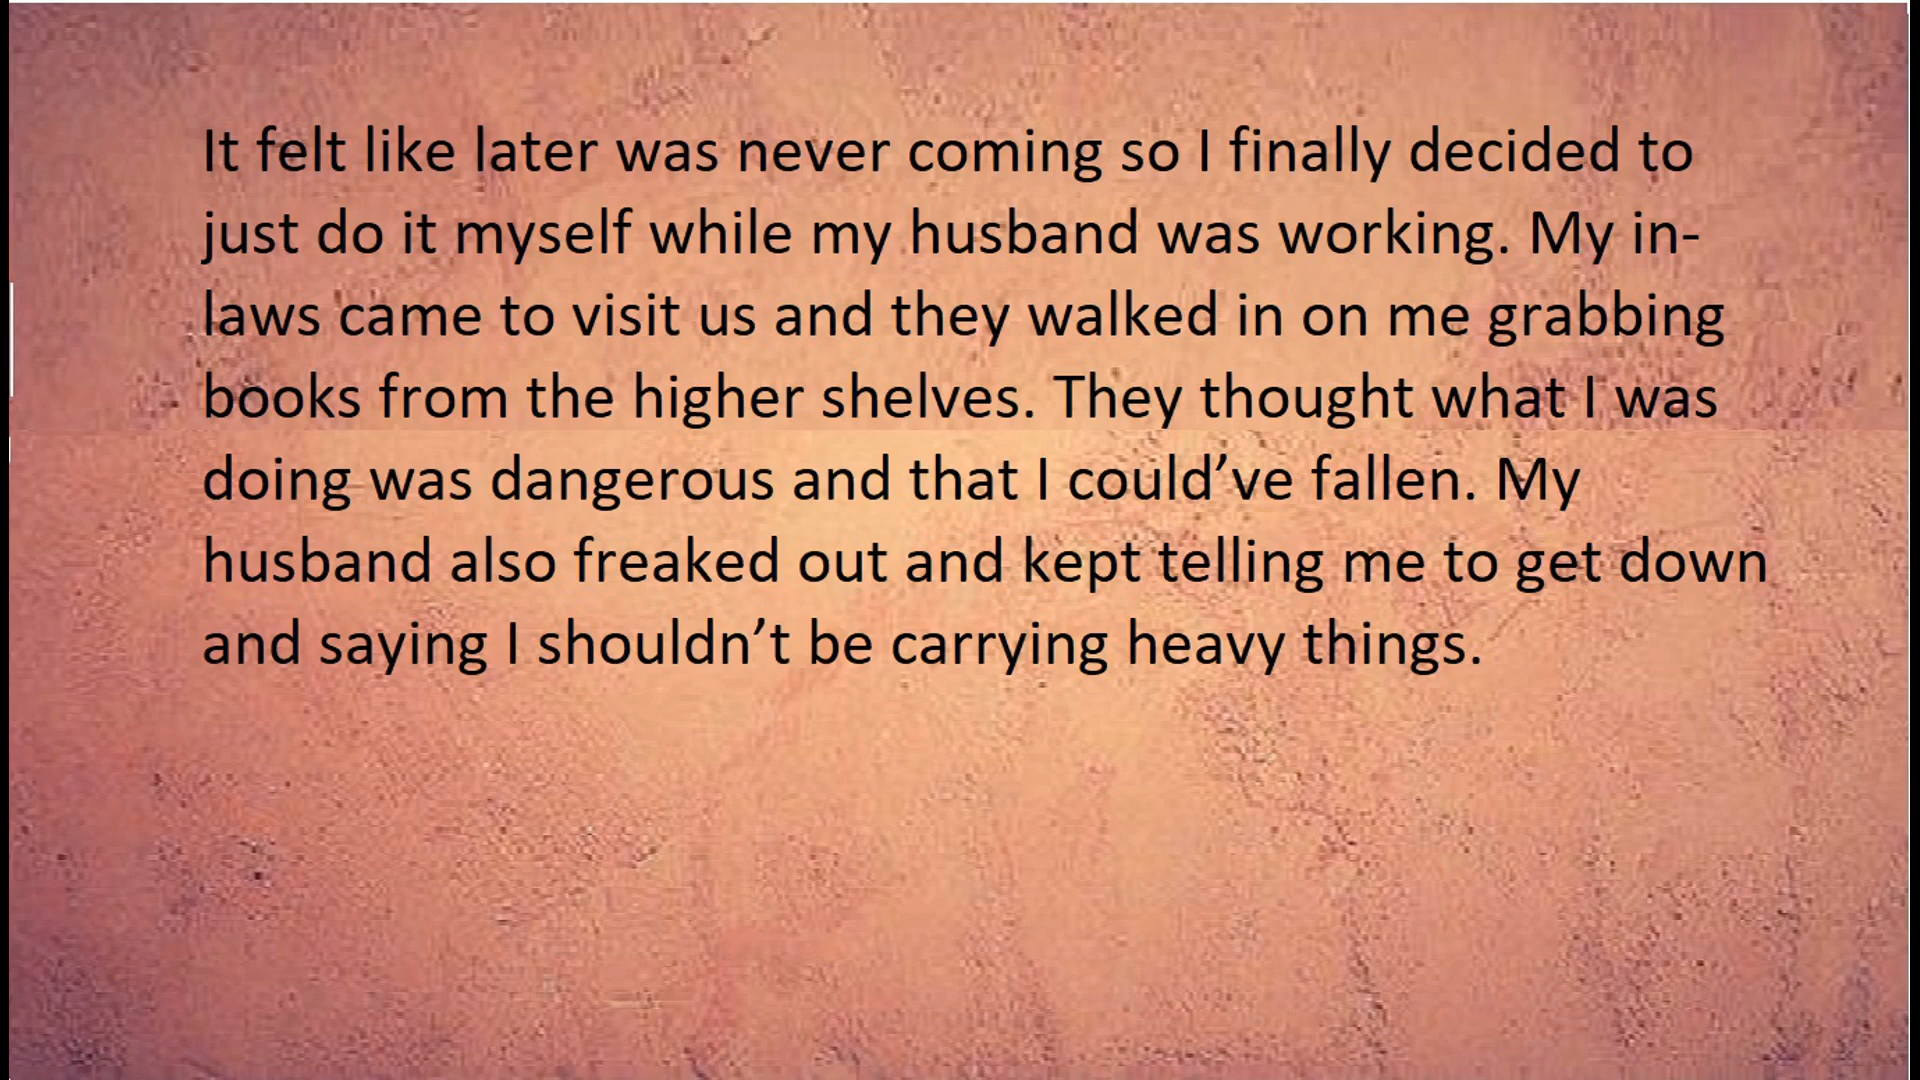 It felt like later was never coming so I finally decided to
just do it myself while my husband was working. My in-
laws came to visit us and they walked in on me grabbing
books from the higher shelves. They thought what I was
doing was dangerous and that I could’ve fallen. My
husband also freaked out and kept telling me to get down
and saying I shouldn’t be carrying heavy things.